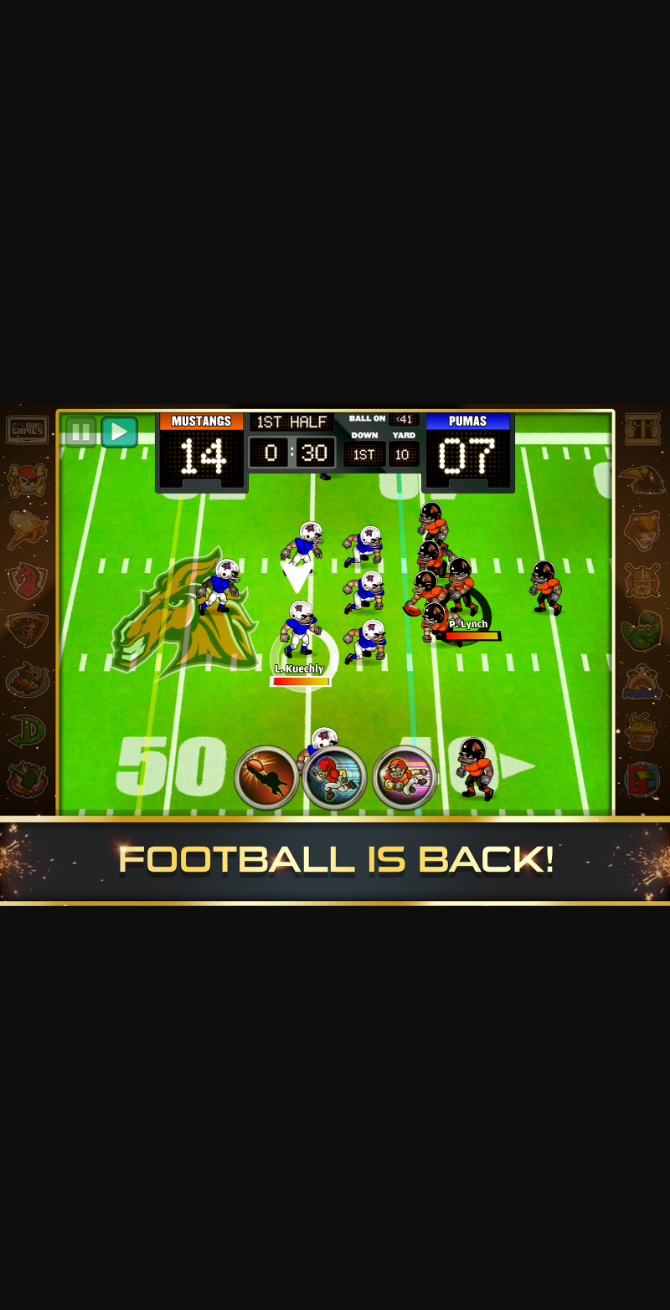 MUSTANGS
14
1ST HALF
0:30
BALL ON <41
DOWN YARD
1ST 10
PUMAS
07
P. Lynch
L. Kuechly
50
FOOTBALL IS BACK!